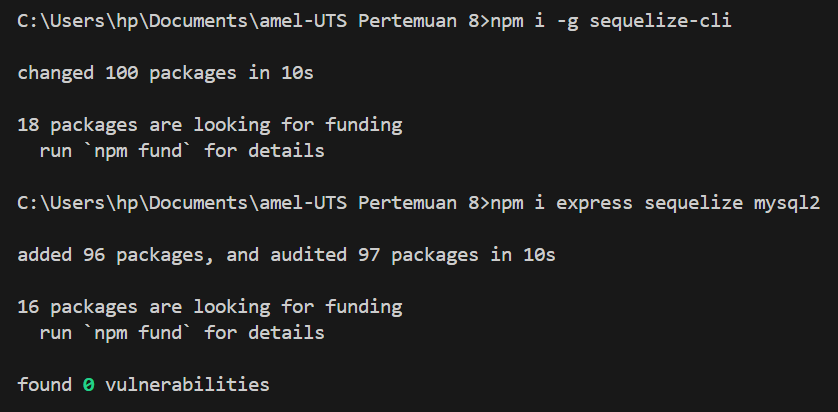 C:\Users\hp\Documents\amel-UTS Pertemuan 8>npm i -g sequelize-cli
changed 100 packages in 10s
18 packages are looking for funding
  run `npm fund` for details
C:\Users\hp\Documents\amel-UTS Pertemuan 8>npm i express sequelize mysql2
added 96 packages, and audited 97 packages in 10s
16 packages are looking for funding
  run `npm fund` for details
found 0 vulnerabilities